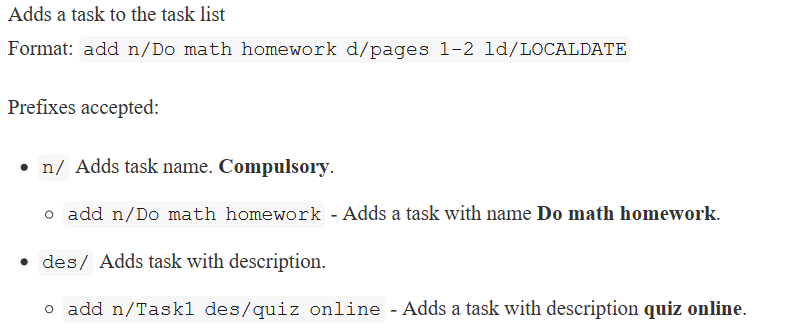 Adds a task to the task list
Format: add n/Do math homework d/pages 1-2 ld/LOCALDATE
Prefixes accepted:
• n/ Adds task name. Compulsory.
◦ add n/Do math homework - Adds a task with name Do math homework.
• des/ Adds task with description.
◦ add n/Task1 des/quiz online - Adds a task with description quiz online.